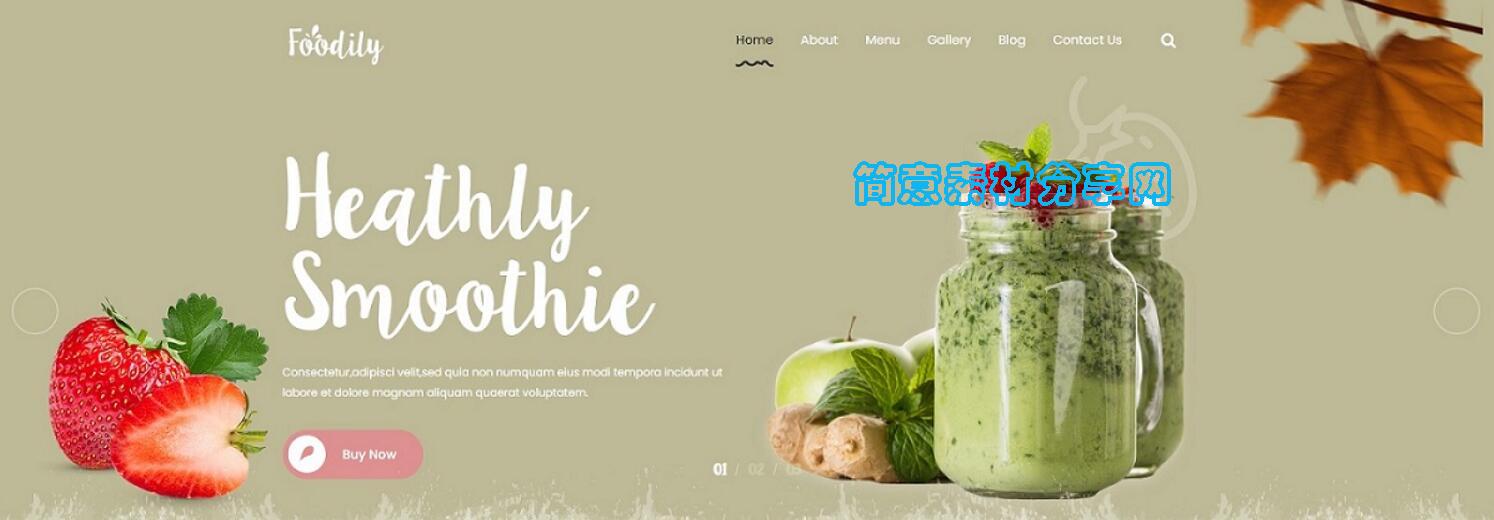 Foodily
Home About Menu Gallery Blog Contact Us
简意素材分享网
Heathly
Smoothie
Consectetur,adipisci velit,sed quia non numquam eius modi tempora incidunt ut
labore et dolore magnam aliquam quaerat voluptatem.
Buy Now
01 / 02 / 03